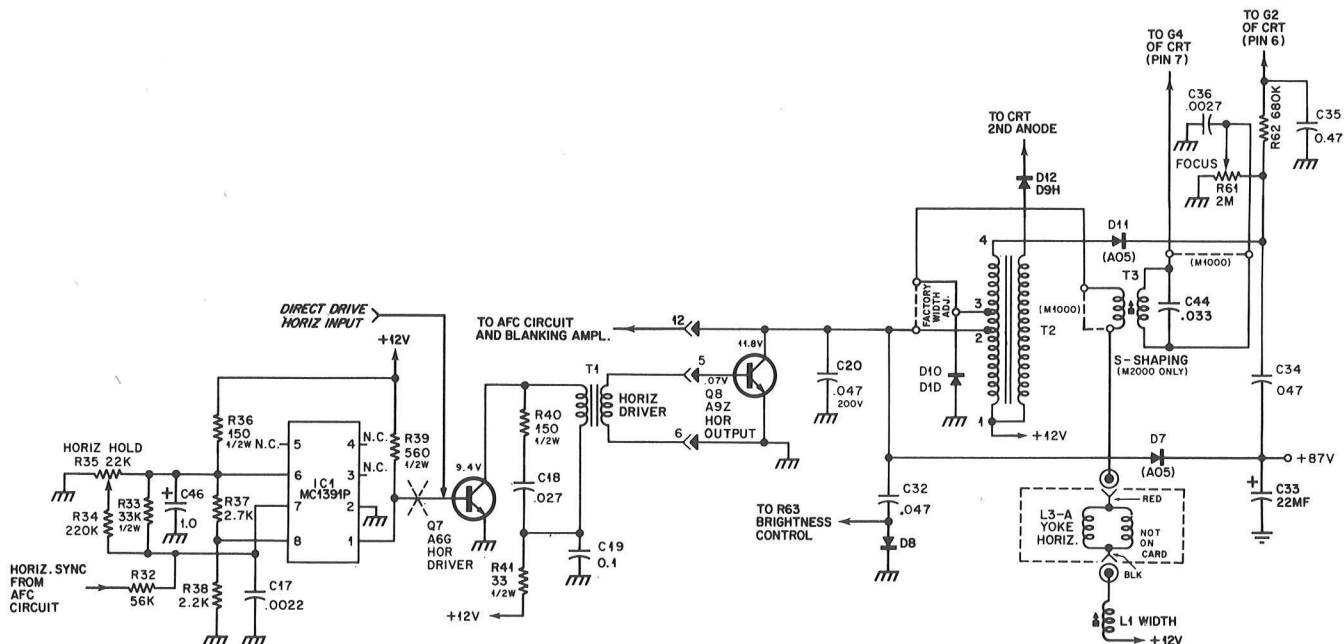 TO G2
OF CRT
(PIN 6)
TO G4
OF CRT
(PIN 7)
C36
.0027
R62 680K
C35
0.47
TO CRT
2ND ANODE
FOCUS
R61
2M
D12
D9H
D11
(A05)
4
(M1000)
T3
DIRECT DRIVE
HORIZ INPUT
TO AFC CIRCUIT
AND BLANKING AMPL.
12
FACTORY
WIDTH
ADJ.
3
2
(M1000)
T2
C44
.033
S-SHAPING
(M2000 ONLY)
+12V
11.8V
C20
.047
200V
D10
D1D
C34
047
T1
5
.07V
Q8
A9Z
HOR
OUTPUT
HORIZ
DRIVER
6
1
+12V
R36
150
1/2W
N.C.
5
4
N.C.
3
N.C.
R39
560
1/2W
R40
150
1/2W
HORIZ HOLD
R35 22K
6
IC1
MC1391P
7
2
8
1
9.4V
C18
.027
D7
(A05)
+87V
C46
+
1.0
R33
33K
1/2W
R37
2.7K
R34
220K
Q7
A6G
HOR
DRIVER
C32
.047
RED
+
C33
22MF
L3-A
YOKE
HORIZ.
NOT
ON
CARD
TO R63
BRIGHTNESS
CONTROL
D8
C19
0.1
R41
33
1/2W
BLK
HORIZ. SYNC
FROM
AFC
CIRCUIT
R32
56K
R38
2.2K
C17
.0022
+12V
L1 WIDTH
+12V